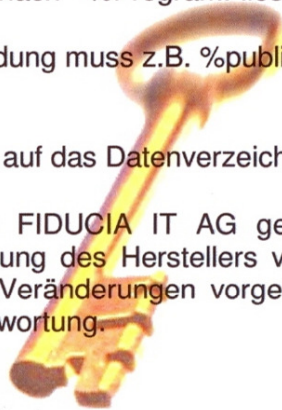 dung muss z.B. %publi
auf das Datenverzeich
FIDUCIA IT AG ge
ung des Herstellers v
Veränderungen vorge
wortung.